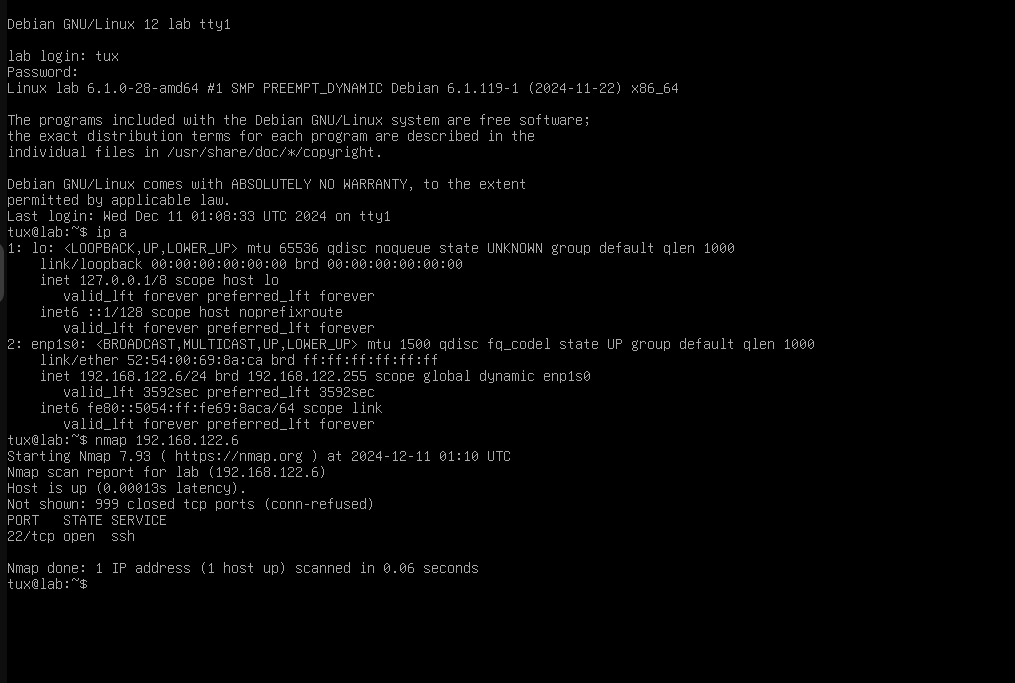 Debian GNU/Linux 12 lab tty1
lab login: tux
Password:
Linux lab 6.1.0-28-amd64 #1 SMP PREEMPT_DYNAMIC Debian 6.1.119-1 (2024-11-22) x86_64
The programs included with the Debian GNU/Linux system are free software;
the exact distribution terms for each program are described in the
individual files in /usr/share/doc/*/copyright.
Debian GNU/Linux comes with ABSOLUTELY NO WARRANTY, to the extent
permitted by applicable law.
Last login: Wed Dec 11 01:08:33 UTC 2024 on tty1
tux@lab:~$ ip a
1: lo: <LOOPBACK,UP,LOWER_UP> mtu 65536 qdisc noqueue state UNKNOWN group default qlen 1000
    link/loopback 00:00:00:00:00:00 brd 00:00:00:00:00:00
    inet 127.0.0.1/8 scope host lo
       valid_lft forever preferred_lft forever
    inet6 ::1/128 scope host noprefixroute
       valid_lft forever preferred_lft forever
2: enp1s0: <BROADCAST,MULTICAST,UP,LOWER_UP> mtu 1500 qdisc fq_codel state UP group default qlen 1000
    link/ether 52:54:00:69:8a:ca brd ff:ff:ff:ff:ff:ff
    inet 192.168.122.6/24 brd 192.168.122.255 scope global dynamic enp1s0
       valid_lft 3592sec preferred_lft 3592sec
    inet6 fe80::5054:ff:fe69:8aca/64 scope link
       valid_lft forever preferred_lft forever
tux@lab:~$ nmap 192.168.122.6
Starting Nmap 7.93 ( https://nmap.org ) at 2024-12-11 01:10 UTC
Nmap scan report for lab (192.168.122.6)
Host is up (0.00013s latency).
Not shown: 999 closed tcp ports (conn-refused)
PORT   STATE SERVICE
22/tcp open  ssh
Nmap done: 1 IP address (1 host up) scanned in 0.06 seconds
tux@lab:~$